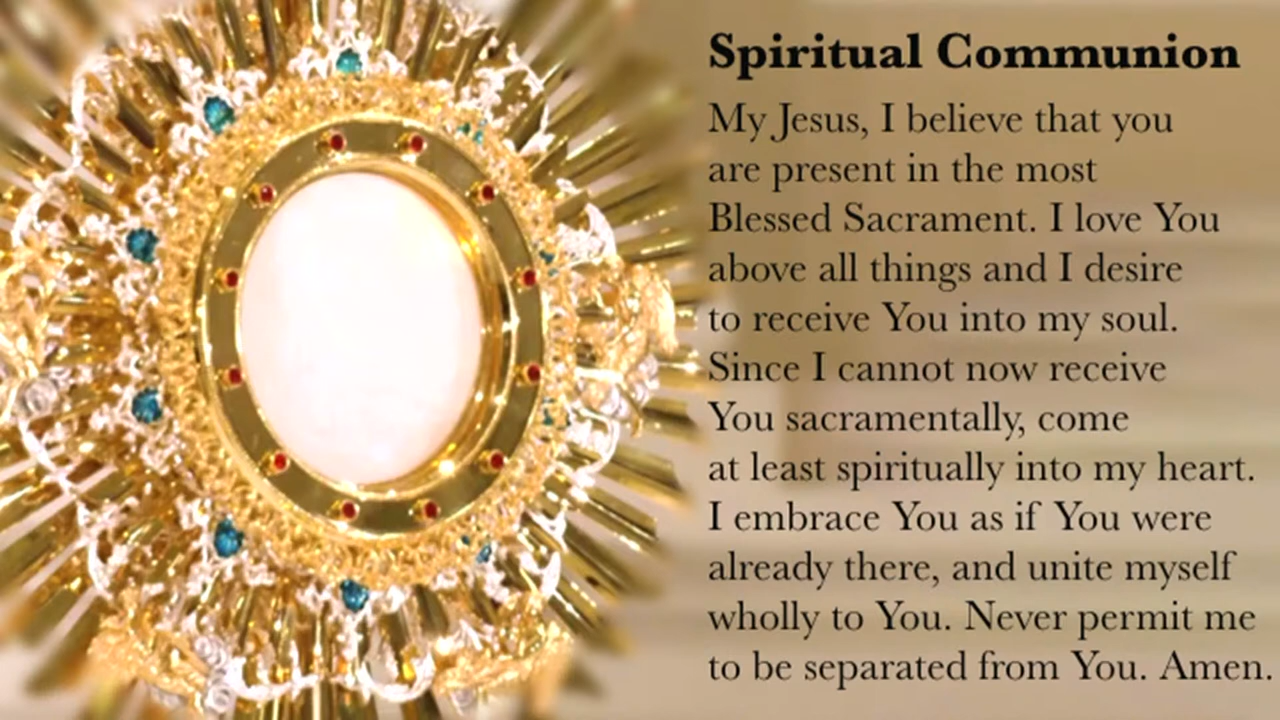 Spiritual Communion
My Jesus, I believe that you
are present in the most
Blessed Sacrament. I love You
above all things and I desire
to receive You into my soul.
Since I cannot now receive
You sacramentally, come
at least spiritually into my heart.
I embrace You as if You were
already there, and unite myself
wholly to You. Never permit me
to be separated from You. Amen.